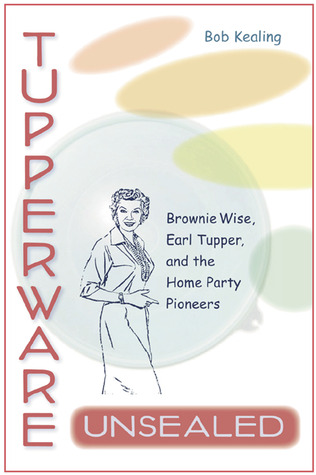 Bob Kealing
TUPPERWARE
Brownie Wise,
Earl Tupper,
and the
Home Party
Pioneers
UNSEALED